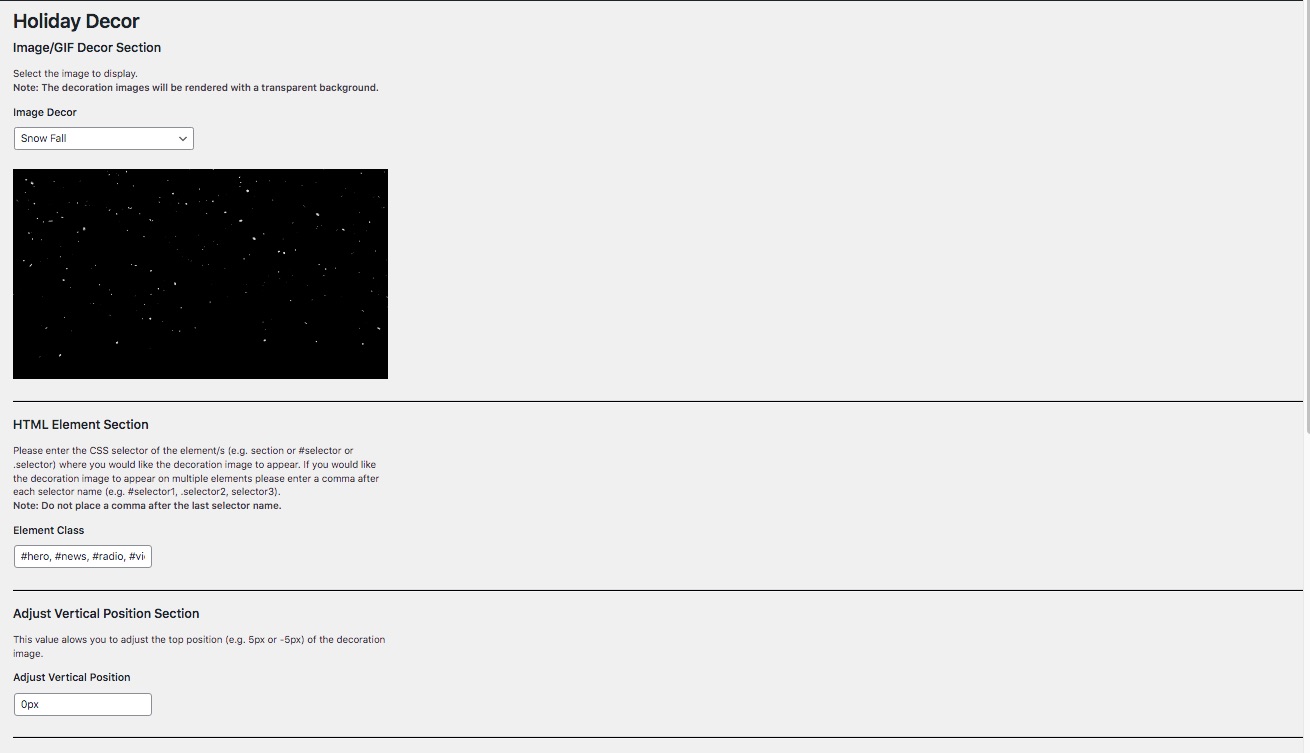 Holiday Decor
Image/GIF Decor Section
Select the image to display.
Note: The decoration images will be rendered with a transparent background.
Image Decor
Snow Fall
HTML Element Section
Please enter the CSS selector of the element/s (e.g. section or #selector or
.selector) where you would like the decoration image to appear. If you would like
the decoration image to appear on multiple elements please enter a comma after
each selector name (e.g. #selector1, .selector2, selector3).
Note: Do not place a comma after the last selector name.
Element Class
#hero, #news, #radio, #vi
Adjust Vertical Position Section
This value allows you to adjust the top position (e.g. 5px or -5px) of the decoration
image.
Adjust Vertical Position
0px